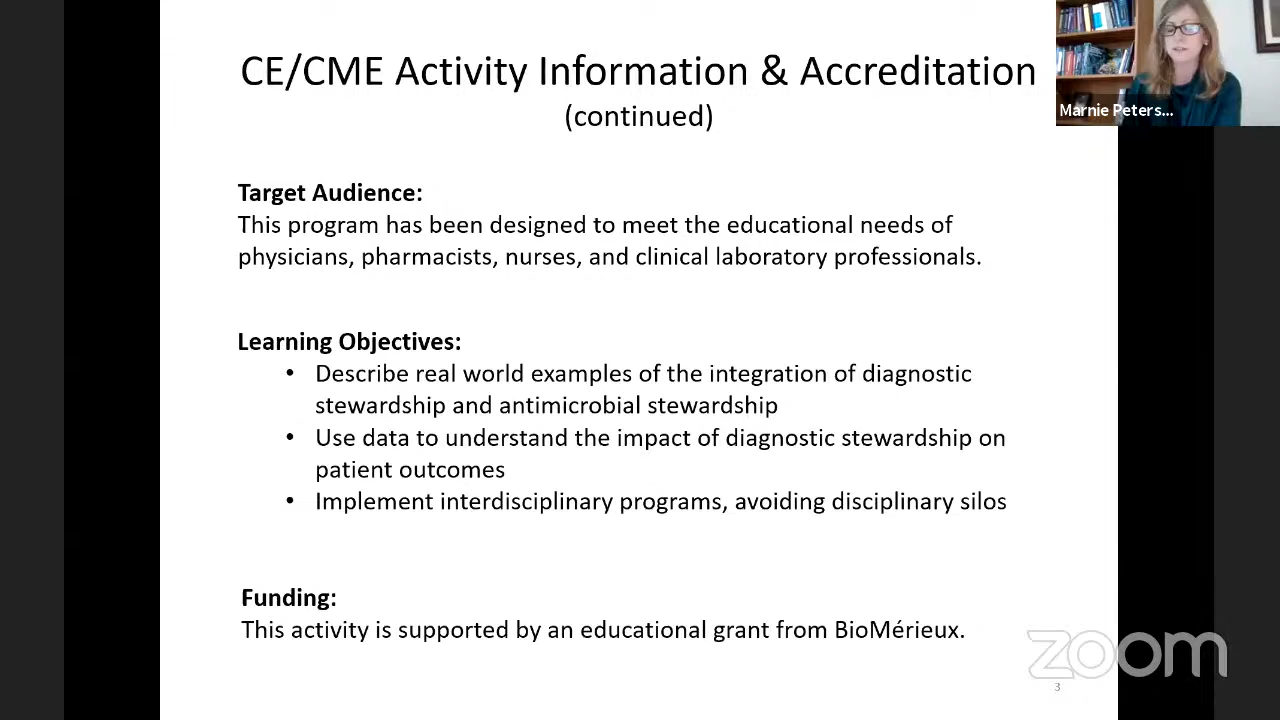 CE/CME Activity Information & Accreditation
(continued)
Marnie Peters...
Target Audience:
This program has been designed to meet the educational needs of
physicians, pharmacists, nurses, and clinical laboratory professionals.
Learning Objectives:
• Describe real world examples of the integration of diagnostic
stewardship and antimicrobial stewardship
• Use data to understand the impact of diagnostic stewardship on
patient outcomes
• Implement interdisciplinary programs, avoiding disciplinary silos
Funding:
This activity is supported by an educational grant from BioMérieux.
zoom
3